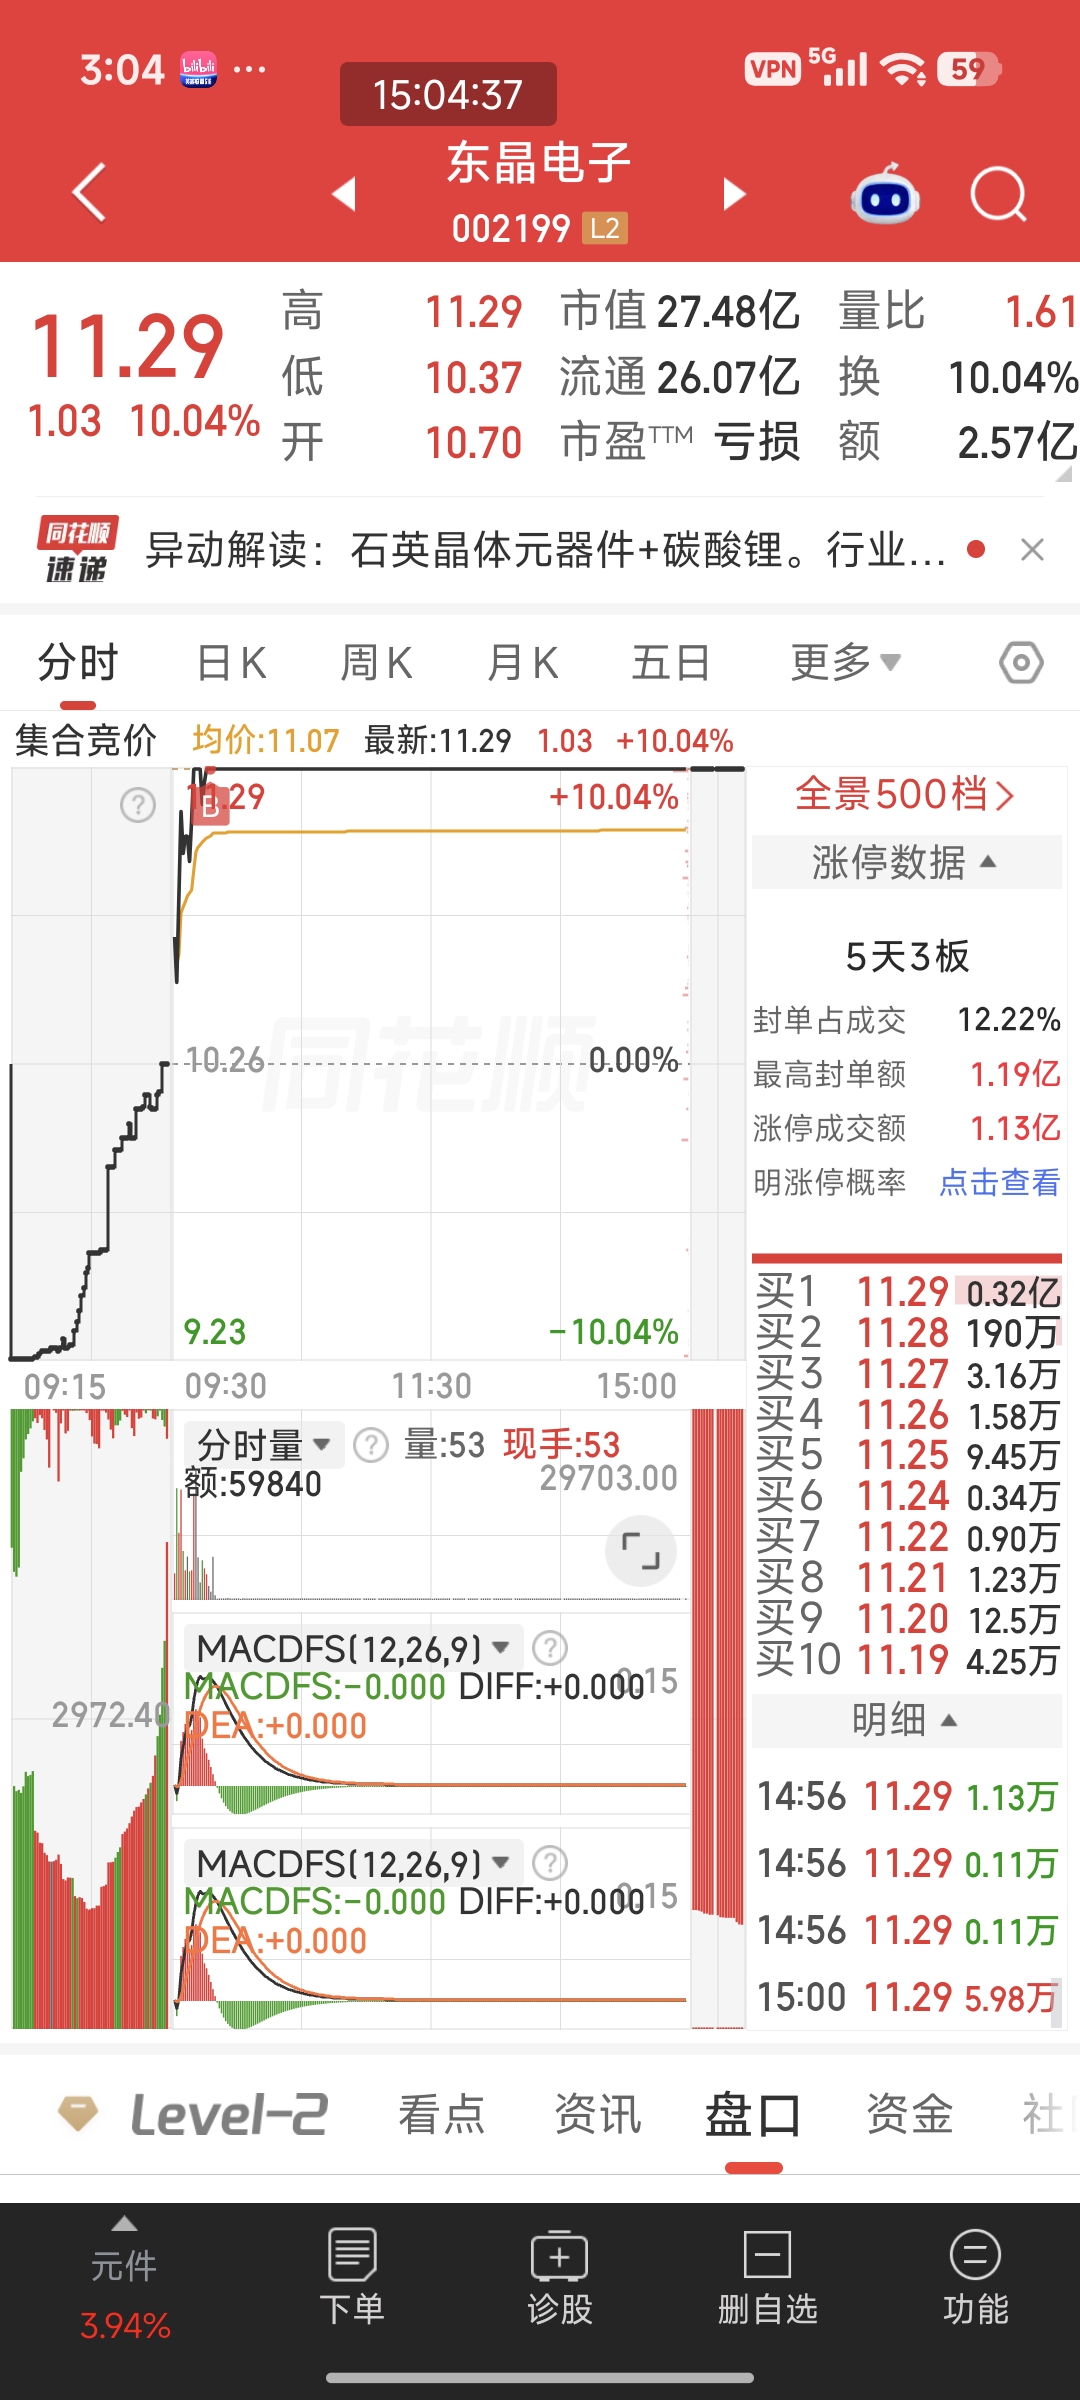 3:04
bilibili
VPN 5G 59
15:04:37
东晶电子
002199 L2
11.29
1.03 10.04%
高 11.29 市值 27.48亿 量比 1.61
低 10.37 流通 26.07亿 换 10.04%
开 10.70 市盈TTM 亏损 额 2.57亿
同花顺
速递
异动解读：石英晶体元器件+碳酸锂。行业...
分时 日K 周K 月K 五日 更多
集合竞价 均价:11.07 最新:11.29 1.03 +10.04%
11.29 B +10.04%
10.26 0.00%
同花顺
9.23 -10.04%
09:15 09:30 11:30 15:00
分时量 ? 量:53 现手:53
额:59840 29703.00
2972.40
MACDFS(12,26,9) ?
MACDFS:-0.000 DIFF:+0.000 0.15
DEA:+0.000
MACDFS(12,26,9) ?
MACDFS:-0.000 DIFF:+0.000 0.15
DEA:+0.000
全景500档
涨停数据
5天3板
封单占成交 12.22%
最高封单额 1.19亿
涨停成交额 1.13亿
明涨停概率 点击查看
买1 11.29 0.32亿
买2 11.28 190万
买3 11.27 3.16万
买4 11.26 1.58万
买5 11.25 9.45万
买6 11.24 0.34万
买7 11.22 0.90万
买8 11.21 1.23万
买9 11.20 12.5万
买10 11.19 4.25万
明细
14:56 11.29 1.13万
14:56 11.29 0.11万
14:56 11.29 0.11万
15:00 11.29 5.98万
Level-2 看点 资讯 盘口 资金 社
元件
3.94%
下单 诊股 删自选 功能